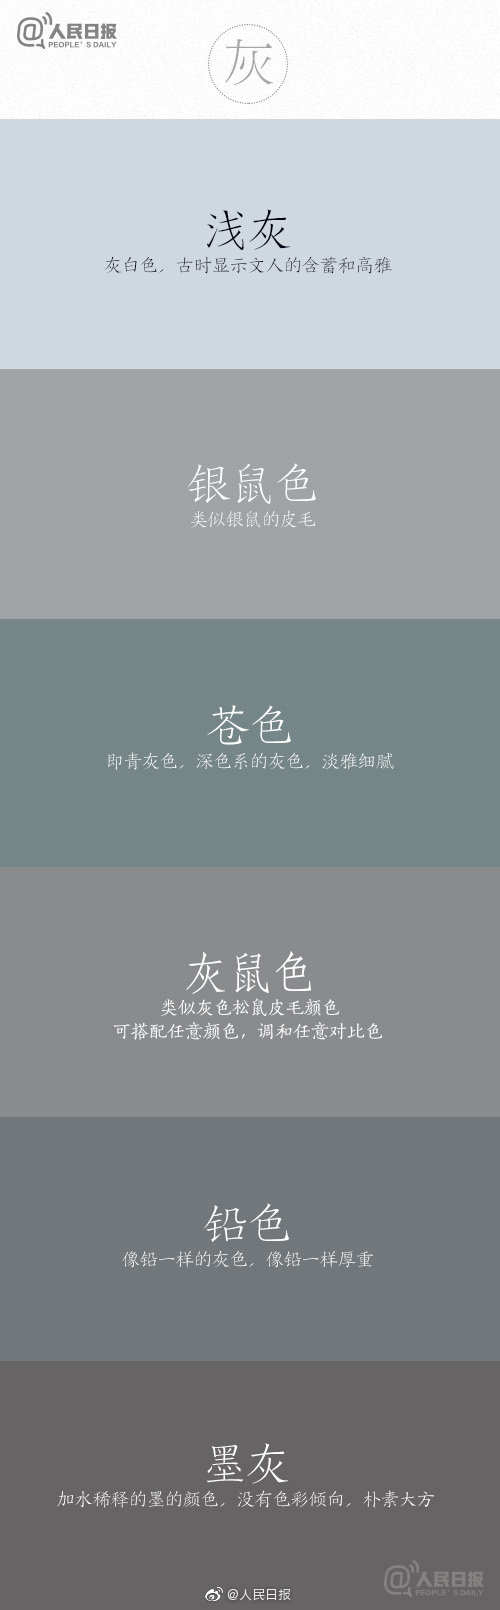 @人民日报
PEOPLE'S DAILY
灰
浅灰
灰白色，古时显示文人的含蓄和高雅
银鼠色
类似银鼠的皮毛
苍色
即青灰色，深色系的灰色，淡雅细腻
灰鼠色
类似灰色松鼠皮毛颜色
可搭配任意颜色，调和任意对比色
铅色
像铅一样的灰色，像铅一样厚重
墨灰
加水稀释的墨的颜色，没有色彩倾向，朴素大方
@人民日报
PEOPLE'S DAILY
@人民日报